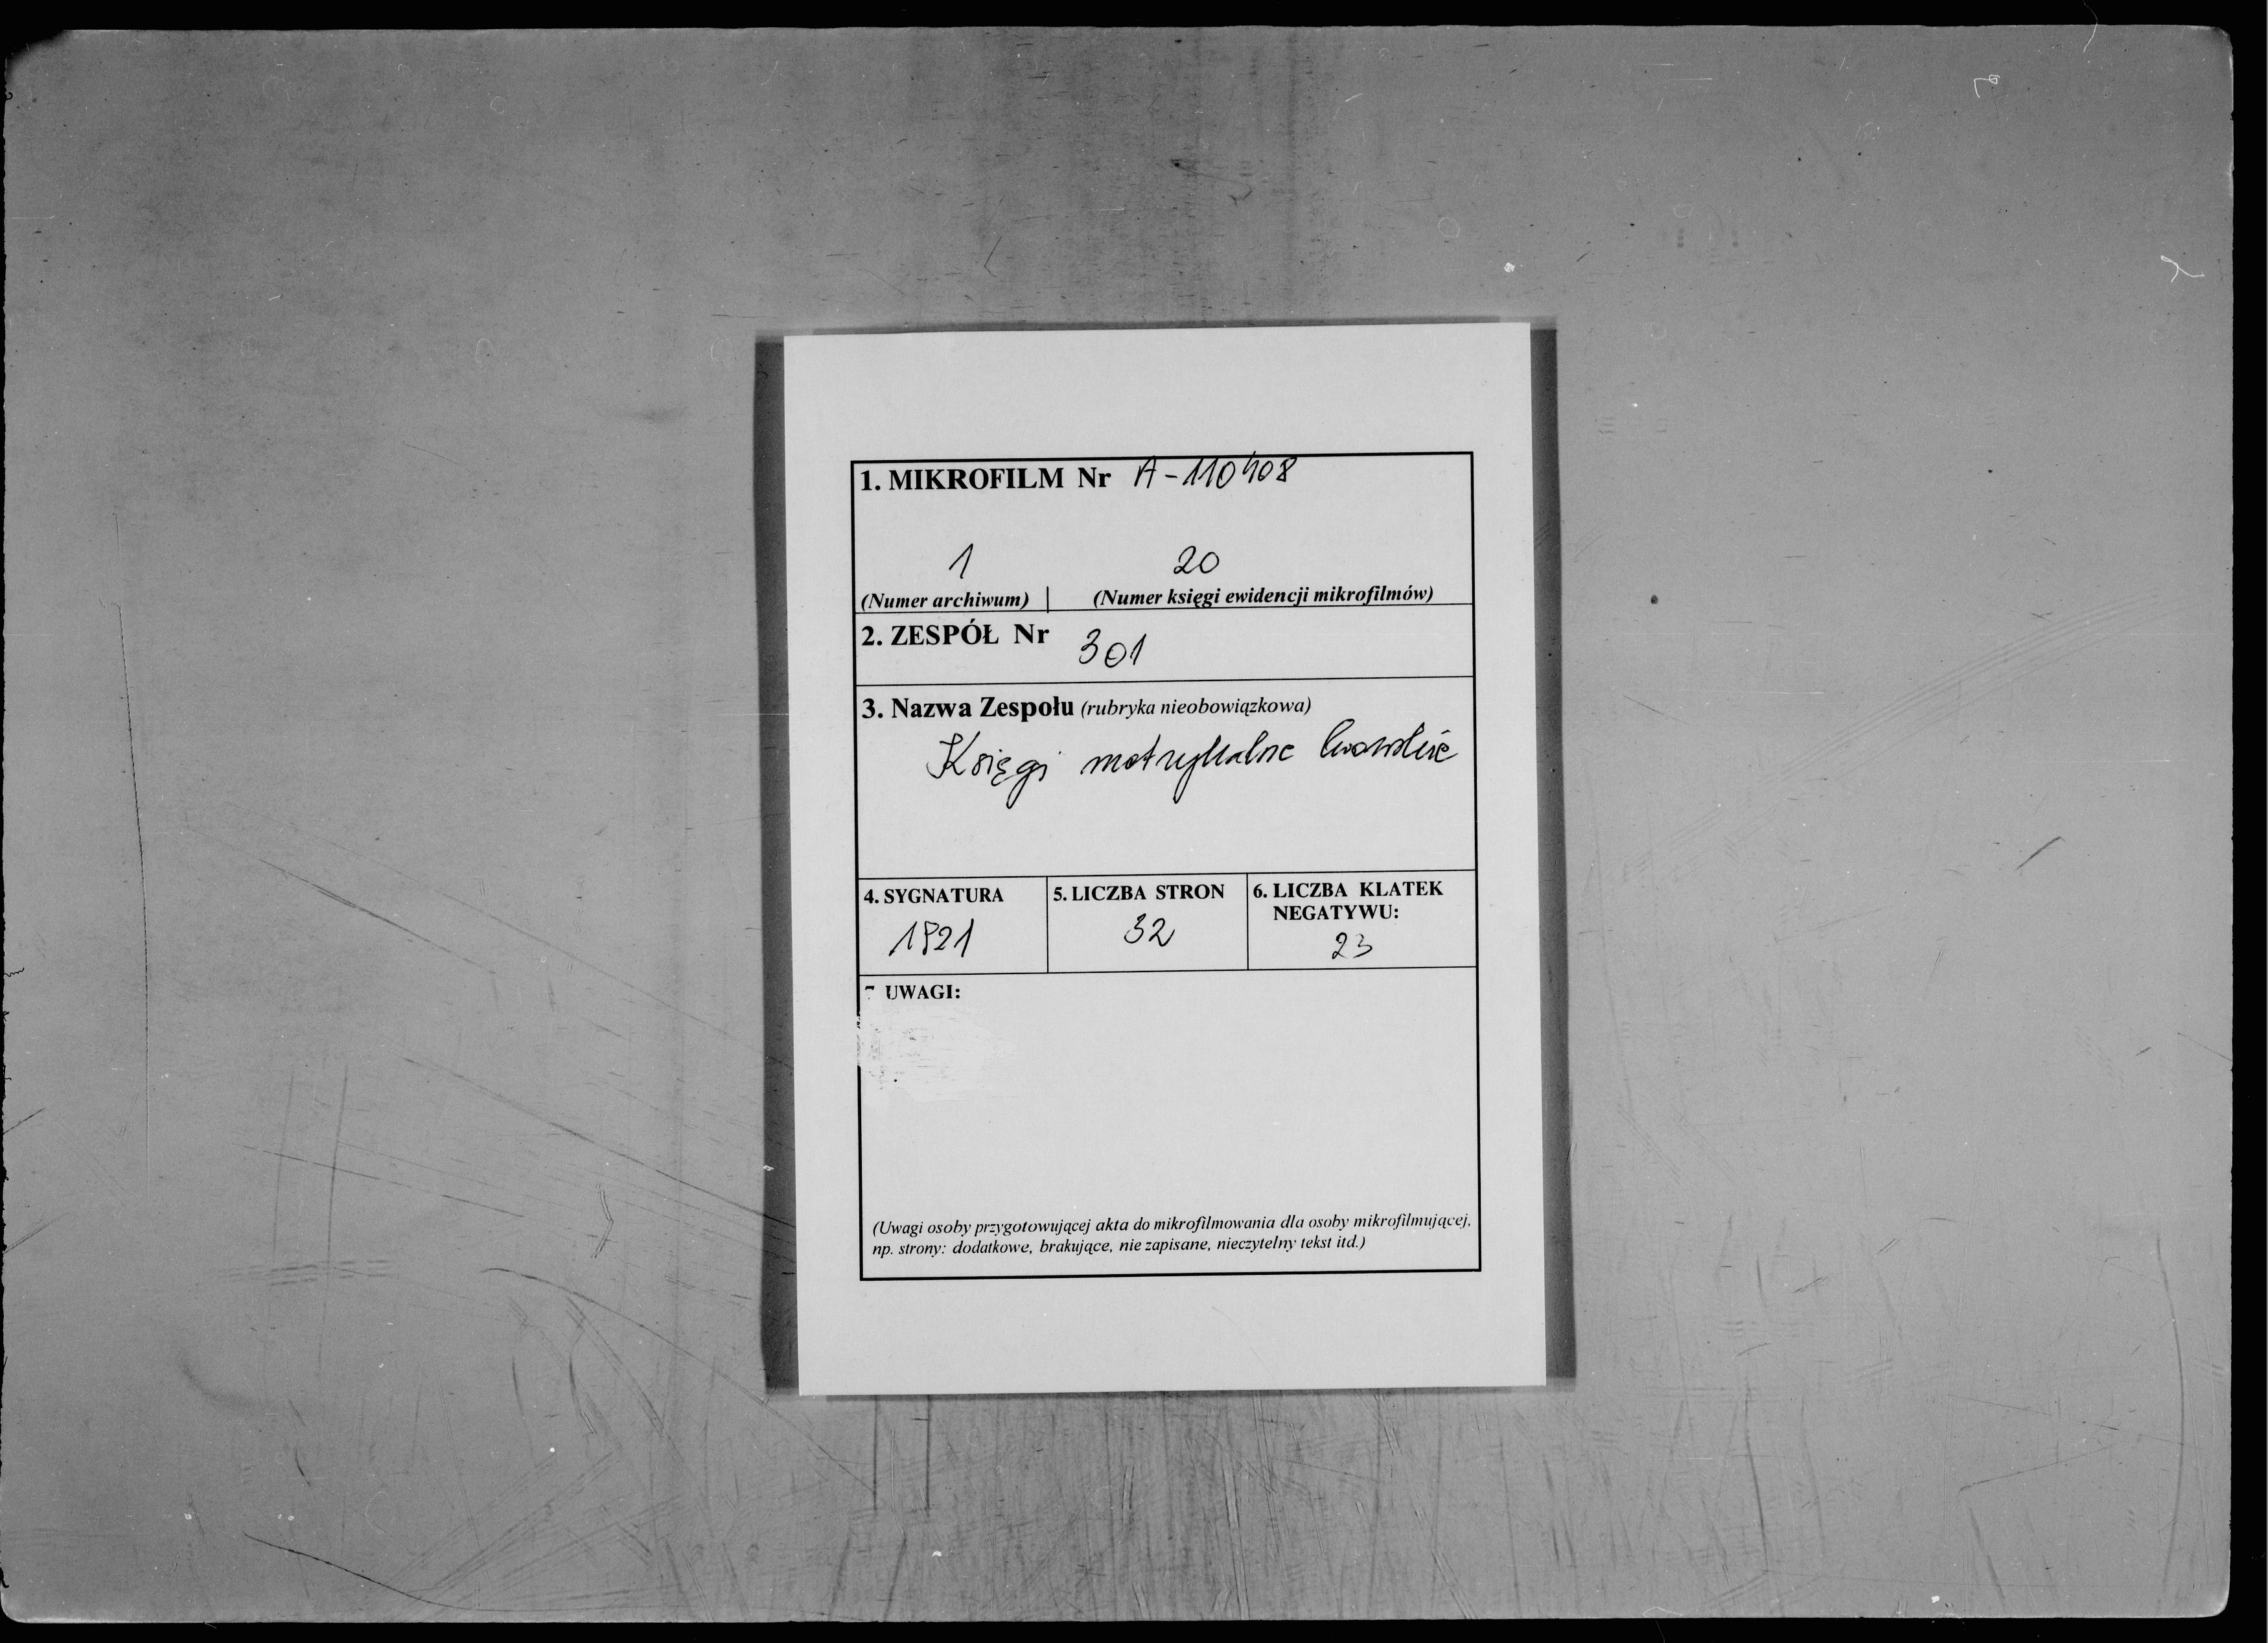 1. MIKROFILM Nr A-110408
1 20
(Numer archiwum) | (Numer księgi ewidencji mikrofilmów)
2. ZESPÓŁ Nr 301
3. Nazwa Zespołu (rubryka nieobowiązkowa)
Księgi metrykalne lwowskie
4. SYGNATURA 5. LICZBA STRON 6. LICZBA KLATEK
NEGATYWU:
32 23
7 UWAGI:
(Uwagi osoby przygotowującej akta do mikrofilmowania dla osoby mikrofilmującej,
np. strony: dodatkowe, brakujące, nie zapisane, nieczytelny tekst itd.)